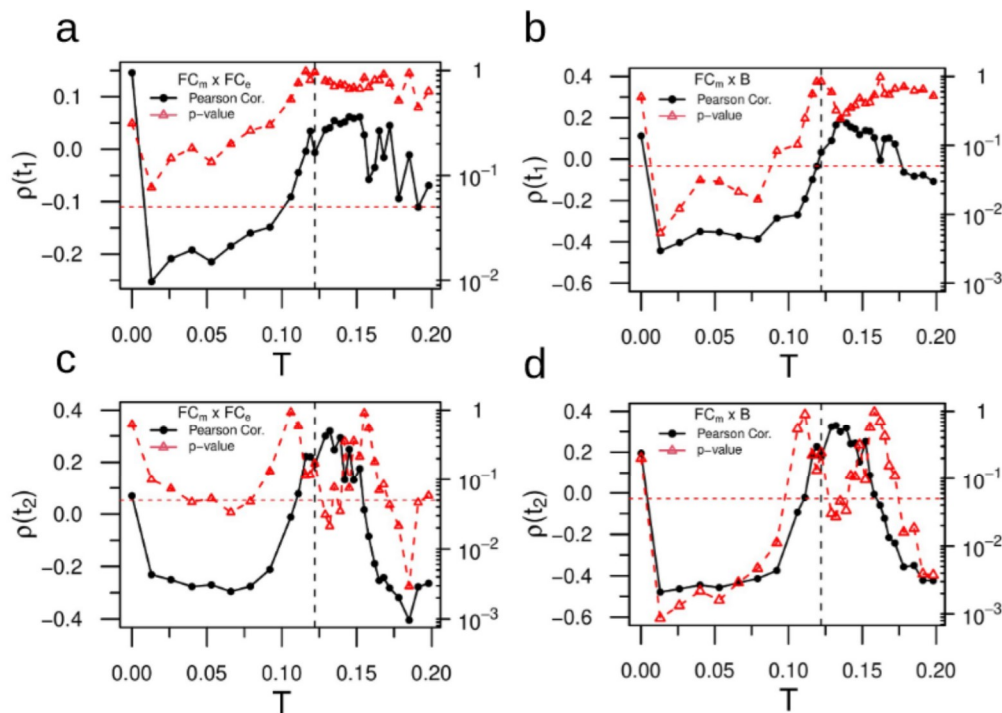 a
b
FCm x FCe
Pearson Cor.
p-value
0.1
0.0
−0.1
−0.2
ρ(t1)
1
10−1
10−2
0.00
0.05
0.10
0.15
0.20
T
FCm x B
Pearson Cor.
p-value
0.4
0.2
0.0
−0.2
−0.4
−0.6
ρ(t1)
1
10−1
10−2
10−3
0.00
0.05
0.10
0.15
0.20
T
c
d
FCm x FCe
Pearson Cor.
p-value
0.4
0.2
0.0
−0.2
−0.4
ρ(t2)
1
10−1
10−2
10−3
0.00
0.05
0.10
0.15
0.20
T
FCm x B
Pearson Cor.
p-value
0.4
0.2
0.0
−0.2
−0.4
−0.6
ρ(t2)
1
10−1
10−2
10−3
0.00
0.05
0.10
0.15
0.20
T